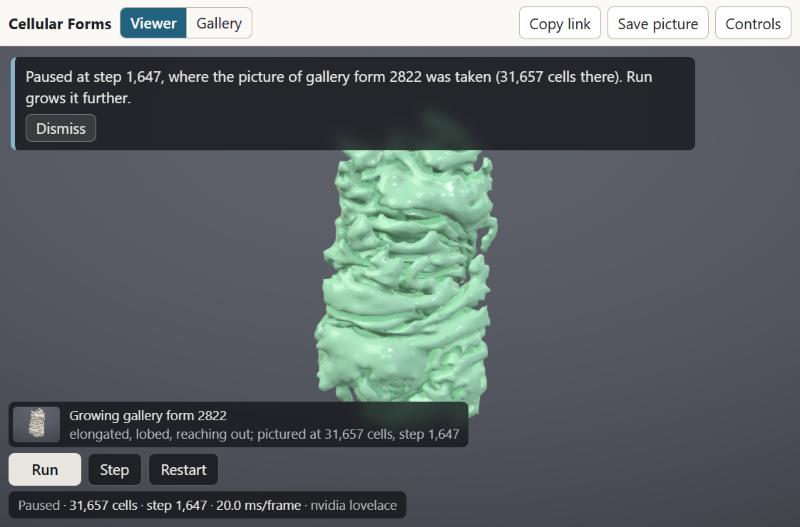 Cellular Forms
Viewer
Gallery
Copy link
Save picture
Controls
Paused at step 1,647, where the picture of gallery form 2822 was taken (31,657 cells there). Run
grows it further.
Dismiss
Growing gallery form 2822
elongated, lobed, reaching out; pictured at 31,657 cells, step 1,647
Run
Step
Restart
Paused · 31,657 cells · step 1,647 · 20.0 ms/frame · nvidia lovelace